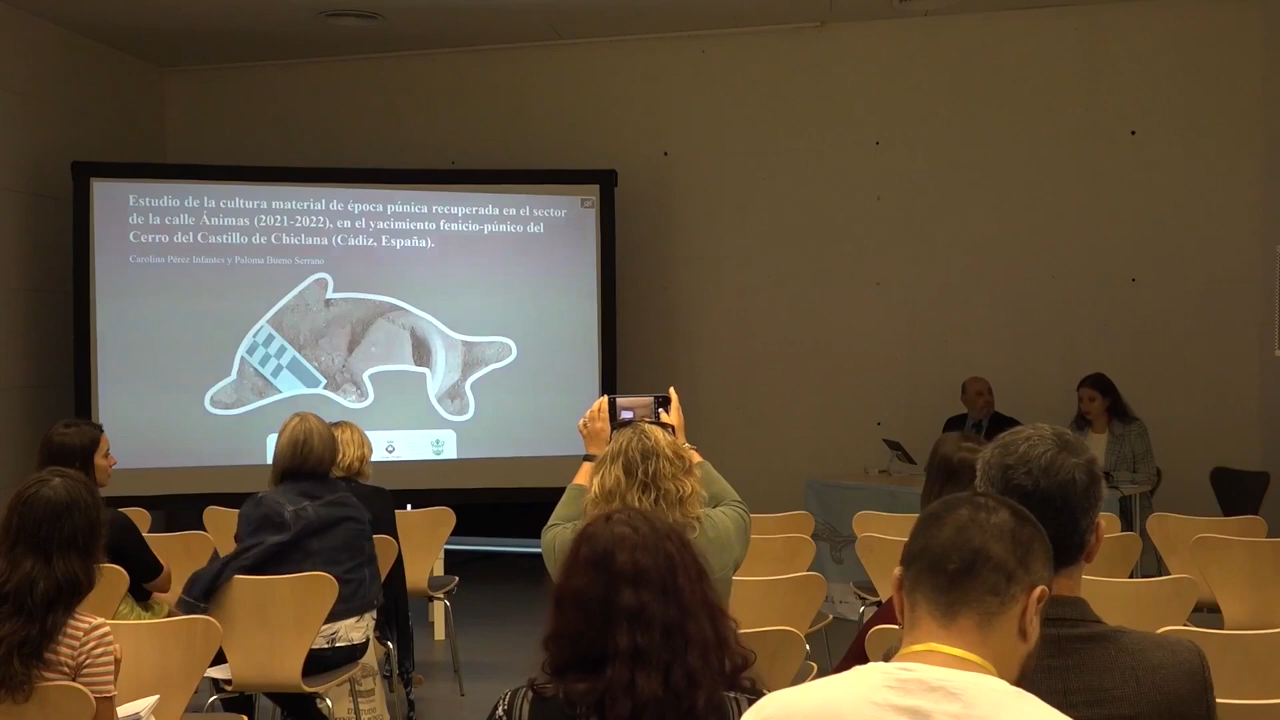 Estudio de la cultura material de época púnica recuperada en el sector
de la calle Ánimas (2021-2022), en el yacimiento fenicio-púnico del
Cerro del Castillo de Chiclana (Cádiz, España).
Carolina Pérez Infantes y Paloma Bueno Serrano